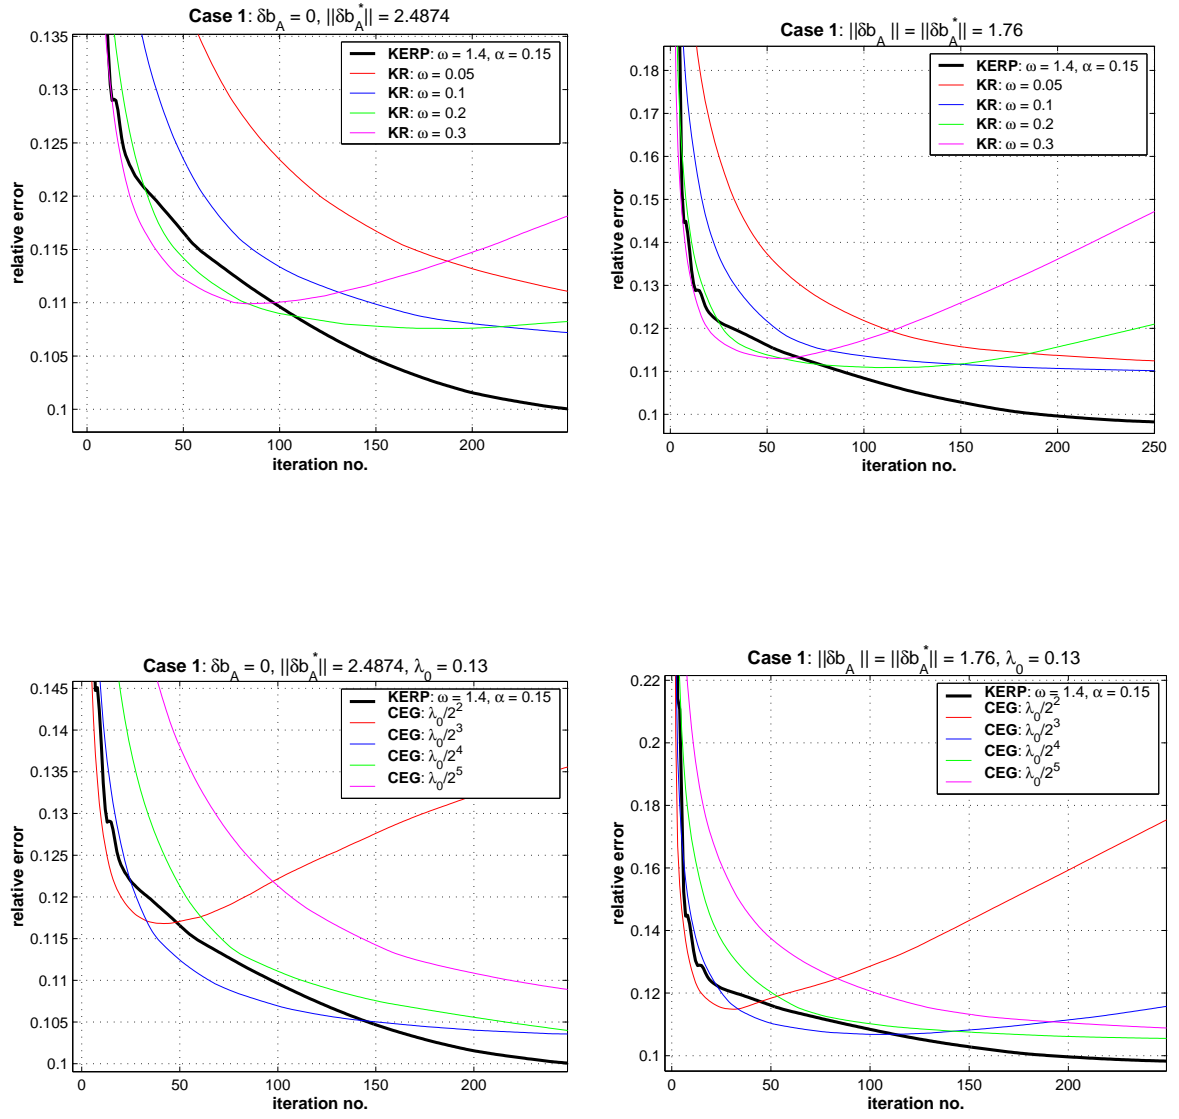 Case 1: δb_A = 0, ||δb_A^*|| = 2.4874
0.135
0.13
0.125
0.12
0.115
0.11
0.105
0.1
relative error
KERP: ω = 1.4, α = 0.15
KR: ω = 0.05
KR: ω = 0.1
KR: ω = 0.2
KR: ω = 0.3
0 50 100 150 200
iteration no.
Case 1: ||δb_A || = ||δb_A^*|| = 1.76
0.18
0.17
0.16
0.15
0.14
0.13
0.12
0.11
0.1
relative error
KERP: ω = 1.4, α = 0.15
KR: ω = 0.05
KR: ω = 0.1
KR: ω = 0.2
KR: ω = 0.3
0 50 100 150 200 250
iteration no.
Case 1: δb_A = 0, ||δb_A^*|| = 2.4874, λ_0 = 0.13
0.145
0.14
0.135
0.13
0.125
0.12
0.115
0.11
0.105
0.1
relative error
KERP: ω = 1.4, α = 0.15
CEG: λ_0/2^2
CEG: λ_0/2^3
CEG: λ_0/2^4
CEG: λ_0/2^5
0 50 100 150 200
iteration no.
Case 1: ||δb_A || = ||δb_A^*|| = 1.76, λ_0 = 0.13
0.22
0.2
0.18
0.16
0.14
0.12
0.1
relative error
KERP: ω = 1.4, α = 0.15
CEG: λ_0/2^2
CEG: λ_0/2^3
CEG: λ_0/2^4
CEG: λ_0/2^5
0 50 100 150 200
iteration no.